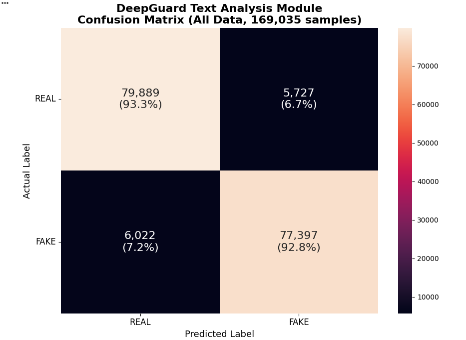 ...
DeepGuard Text Analysis Module
Confusion Matrix (All Data, 169,035 samples)
REAL
79,889
(93.3%)
5,727
(6.7%)
FAKE
6,022
(7.2%)
77,397
(92.8%)
REAL
FAKE
Predicted Label
Actual Label
70000
60000
50000
40000
30000
20000
10000